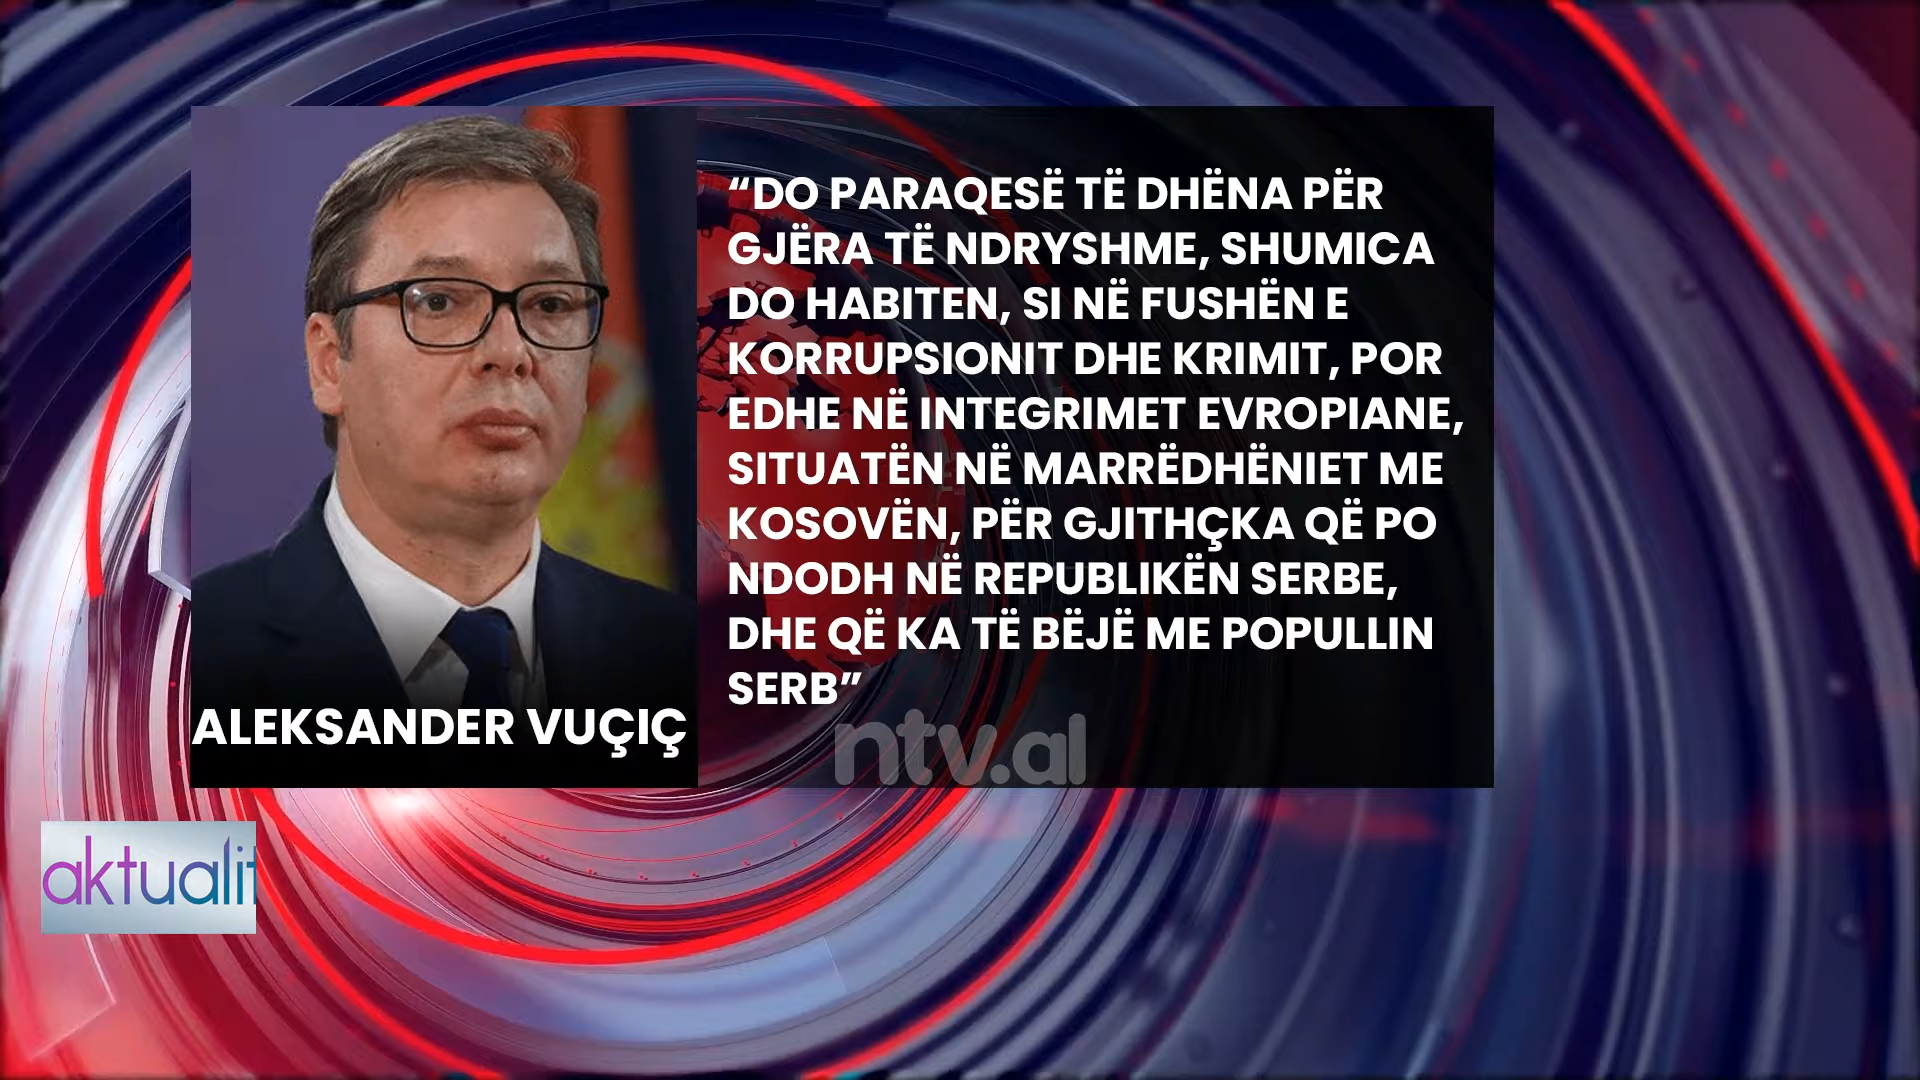 “DO PARAQESË TË DHËNA PËR
GJËRA TË NDRYSHME, SHUMICA
DO HABITEN, SI NË FUSHËN E
KORRUPSIONIT DHE KRIMIT, POR
EDHE NË INTEGRIMET EVROPIANE,
SITUATËN NË MARRËDHËNIET ME
KOSOVËN, PËR GJITHÇKA QË PO
NDODH NË REPUBLIKËN SERBE,
DHE QË KA TË BËJË ME POPULLIN
SERB”
ALEKSANDER VUÇIÇ
ntv.al
aktualit